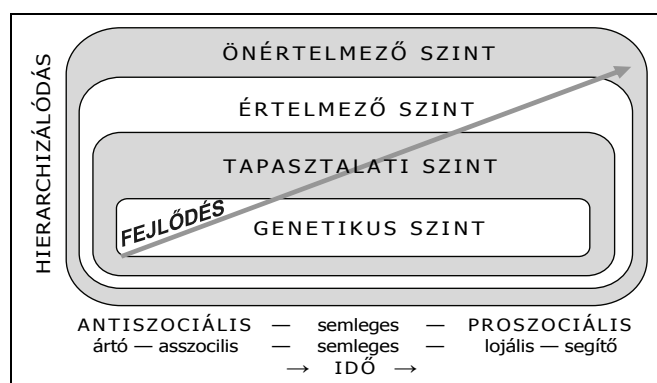 ÖNÉRTELMEZŐ SZINT
ÉRTELMEZŐ SZINT
TAPASZTALATI SZINT
GENETIKUS SZINT
FEJLŐDÉS
HIERARCHIZÁLÓDÁS
ANTISZOCIÁLIS — semleges — PROSZOCIÁLIS
ártó — asszocilis — semleges — lojális — segítő
→ IDŐ →